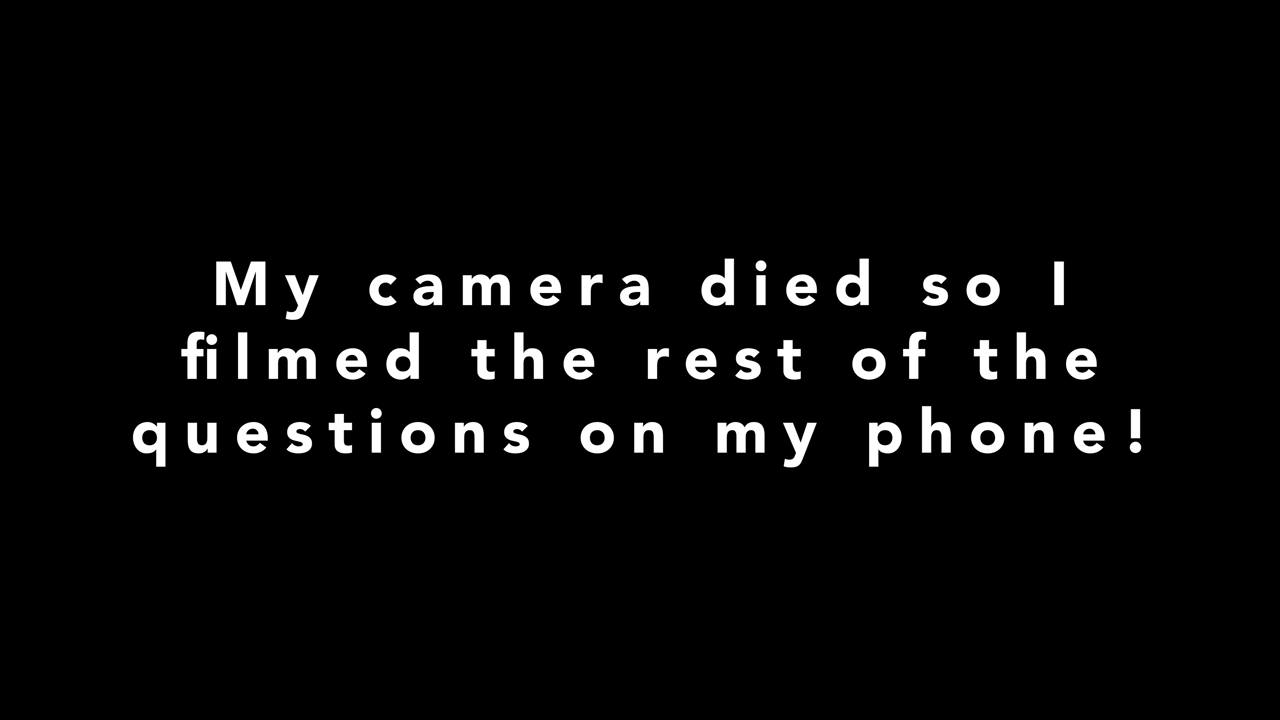 My camera died so I
filmed the rest of the
questions on my phone!